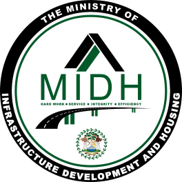 THE MINISTRY OF
MIDH
HARD WORK ★ SERVICE ★ INTEGRITY ★ EFFICIENCY
INFRASTRUCTURE DEVELOPMENT AND HOUSING